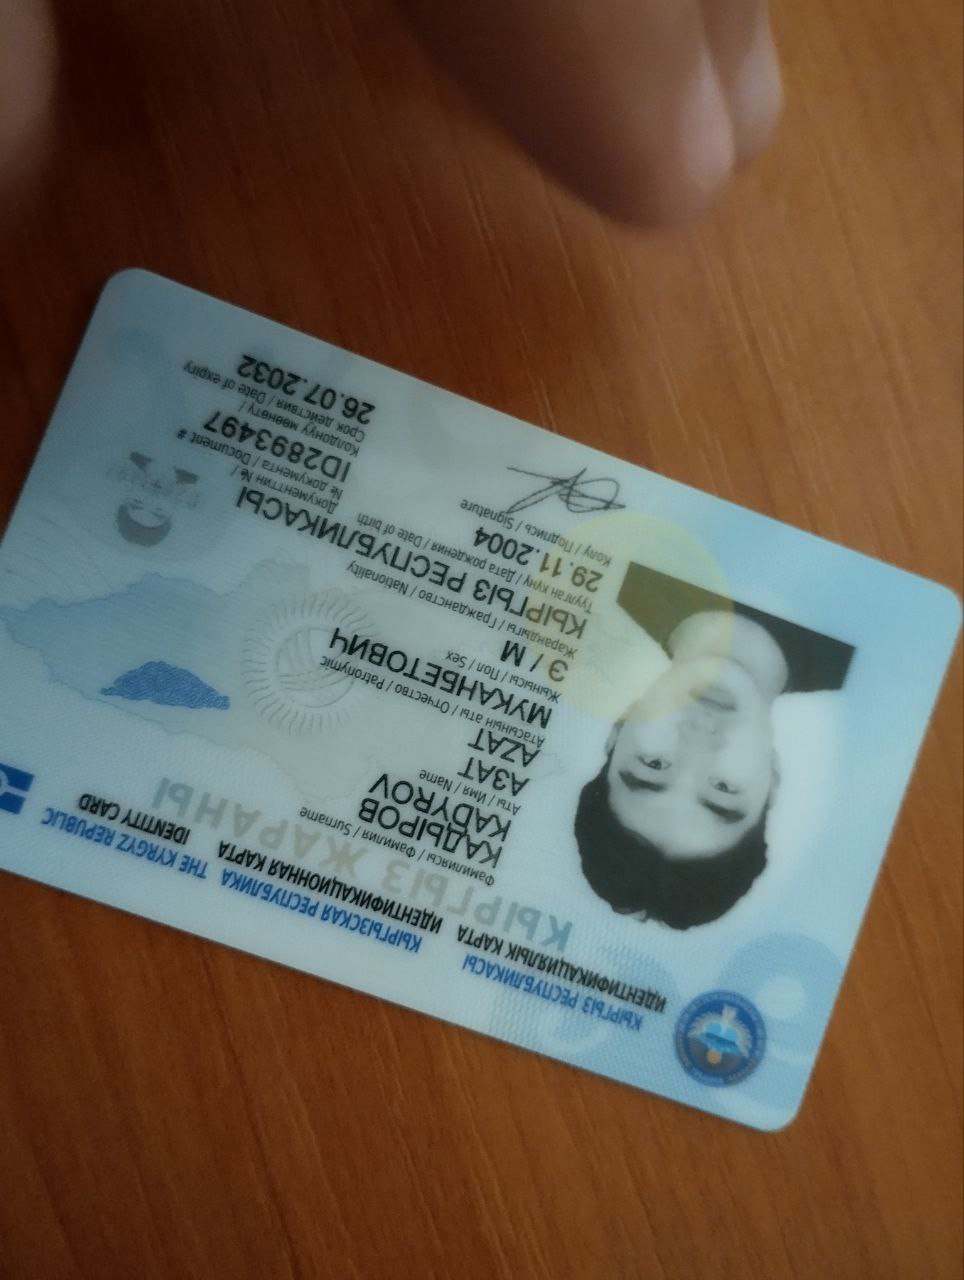 КЫРГЫЗ РЕСПУБЛИКАСЫ
ИДЕНТИФИКАЦИЯЛЫК КАРТА
КЫРГЫЗСКАЯ РЕСПУБЛИКА
ИДЕНТИФИКАЦИОННАЯ КАРТА
THE KYRGYZ REPUBLIC
IDENTITY CARD
КЫРГЫЗ ЖАРАНЫ
Фамилиясы / Фамилия / Surname
КАДЫРОВ
KADYROV
Аты / Имя / Name
АЗАТ
AZAT
Атасынын аты / Отчество / Patronymic
МУКАНБЕТОВИЧ
Жынысы / Пол / Sex
Э / М
Жарандыгы / Гражданство / Nationality
КЫРГЫЗ РЕСПУБЛИКАСЫ
Туулган күнү / Дата рождения / Date of birth
29.11.2004
Документтин № /
№ документа / Document #
ID2893497
Колу / Подпись / Signature
Колдонуу мөөнөтү /
Срок действия / Date of expiry
26.07.2032